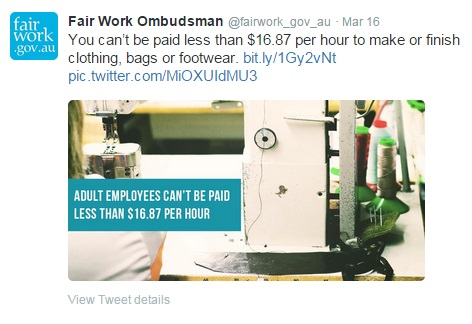 fair
work
.gov.au
Fair Work Ombudsman @fairwork_gov_au · Mar 16
You can't be paid less than $16.87 per hour to make or finish
clothing, bags or footwear. bit.ly/1Gy2vNt
pic.twitter.com/MiOXUIdMU3
ADULT EMPLOYEES CAN'T BE PAID
LESS THAN $16.87 PER HOUR
View Tweet details